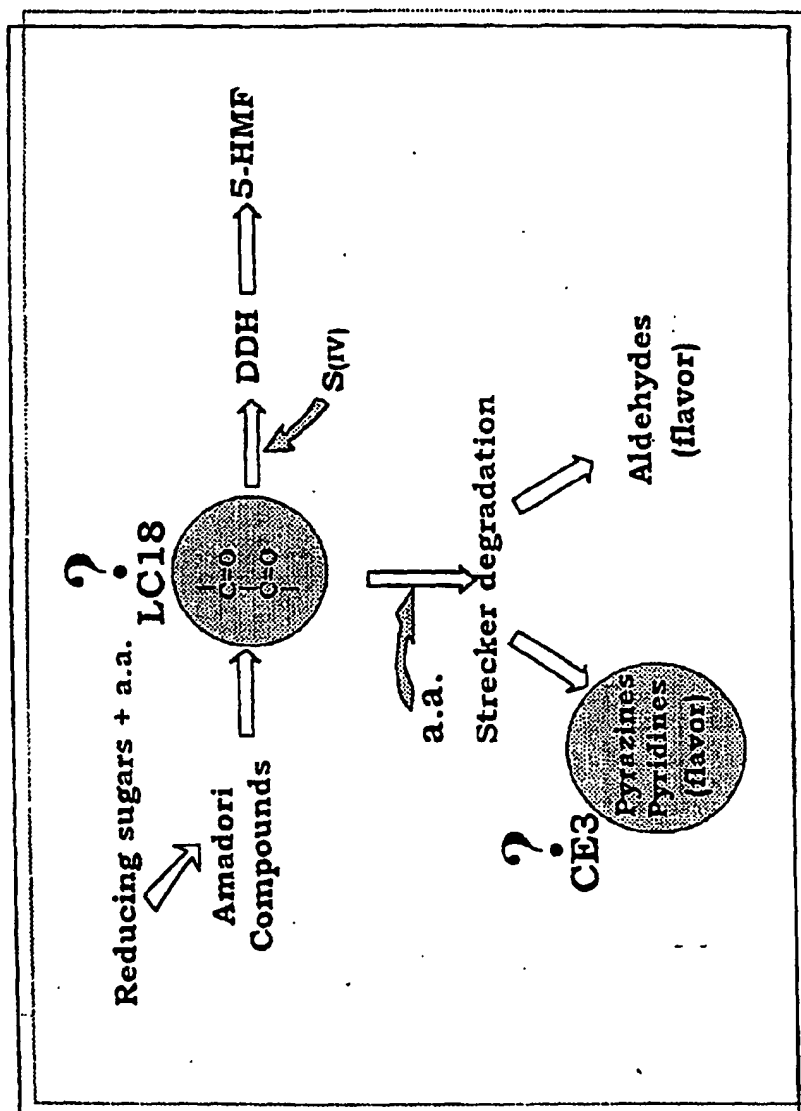 Reducing sugars + a.a.
Amadori
Compounds
?
LC18
C=O
C=O
DDH
5-HMF
S(IV)
a.a.
Strecker degradation
?
CE3
Pyrazines
Pyridines
(flavor)
Aldehydes
(flavor)